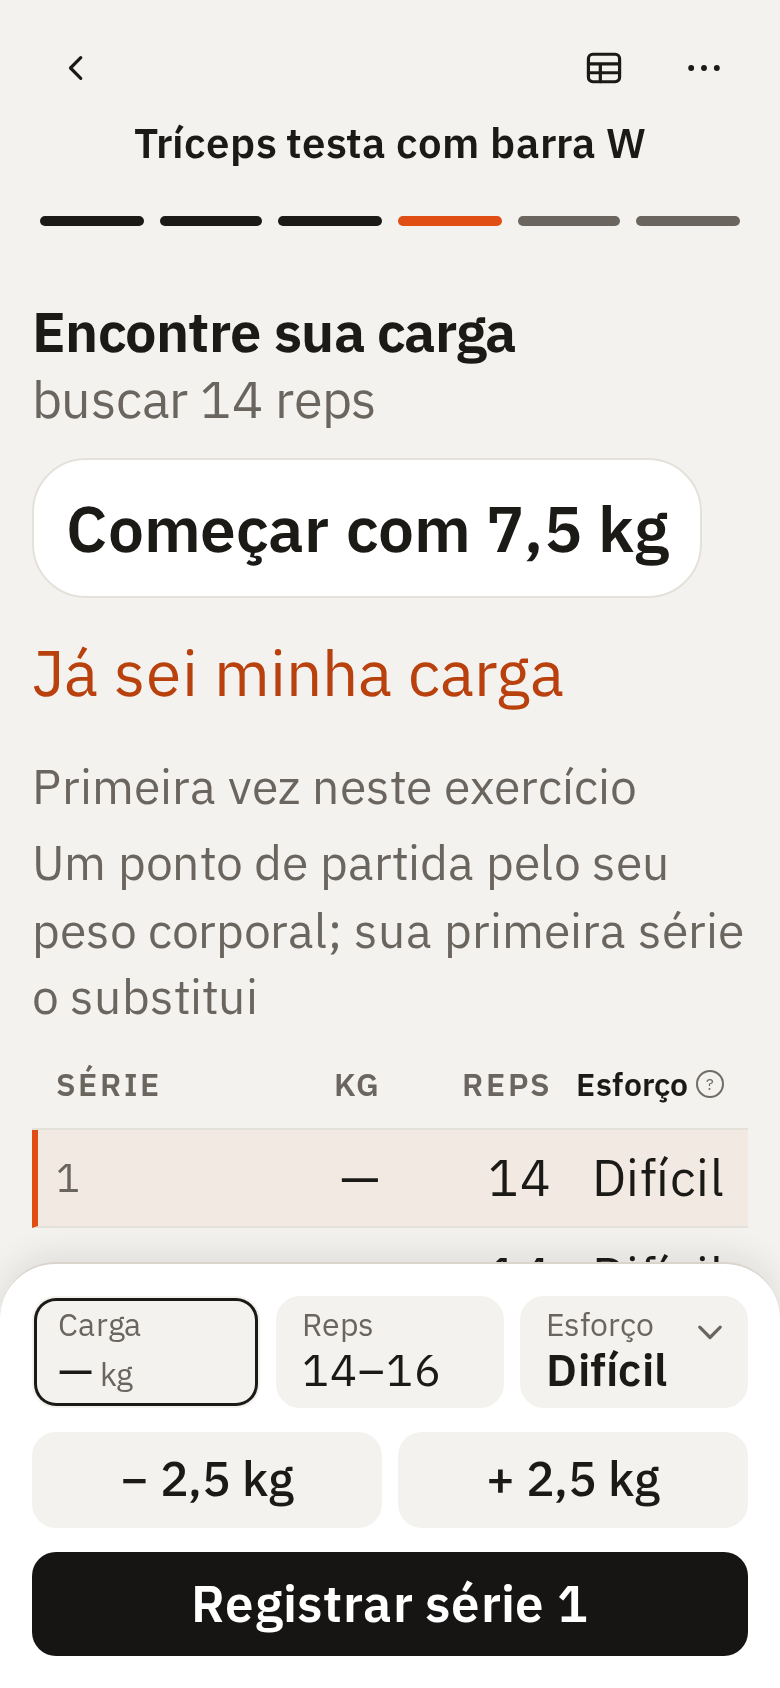 Tríceps testa com barra W
Encontre sua carga
buscar 14 reps
Começar com 7,5 kg
Já sei minha carga
Primeira vez neste exercício
Um ponto de partida pelo seu
peso corporal; sua primeira série
o substitui
SÉRIE KG REPS Esforço ?
1 — 14 Difícil
Carga Reps Esforço
— kg 14–16 Difícil
− 2,5 kg + 2,5 kg
Registrar série 1